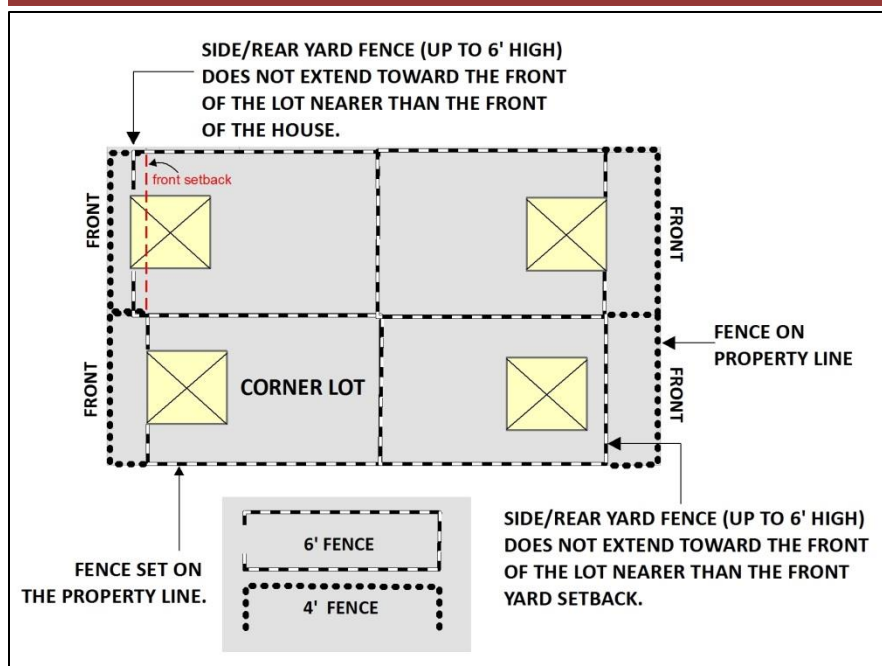 SIDE/REAR YARD FENCE (UP TO 6' HIGH)
DOES NOT EXTEND TOWARD THE FRONT
OF THE LOT NEARER THAN THE FRONT
OF THE HOUSE.
front setback
FRONT
FRONT
FRONT
CORNER LOT
FRONT
FENCE ON
PROPERTY LINE
FENCE SET ON
THE PROPERTY LINE.
6' FENCE
4' FENCE
SIDE/REAR YARD FENCE (UP TO 6' HIGH)
DOES NOT EXTEND TOWARD THE FRONT
OF THE LOT NEARER THAN THE FRONT
YARD SETBACK.